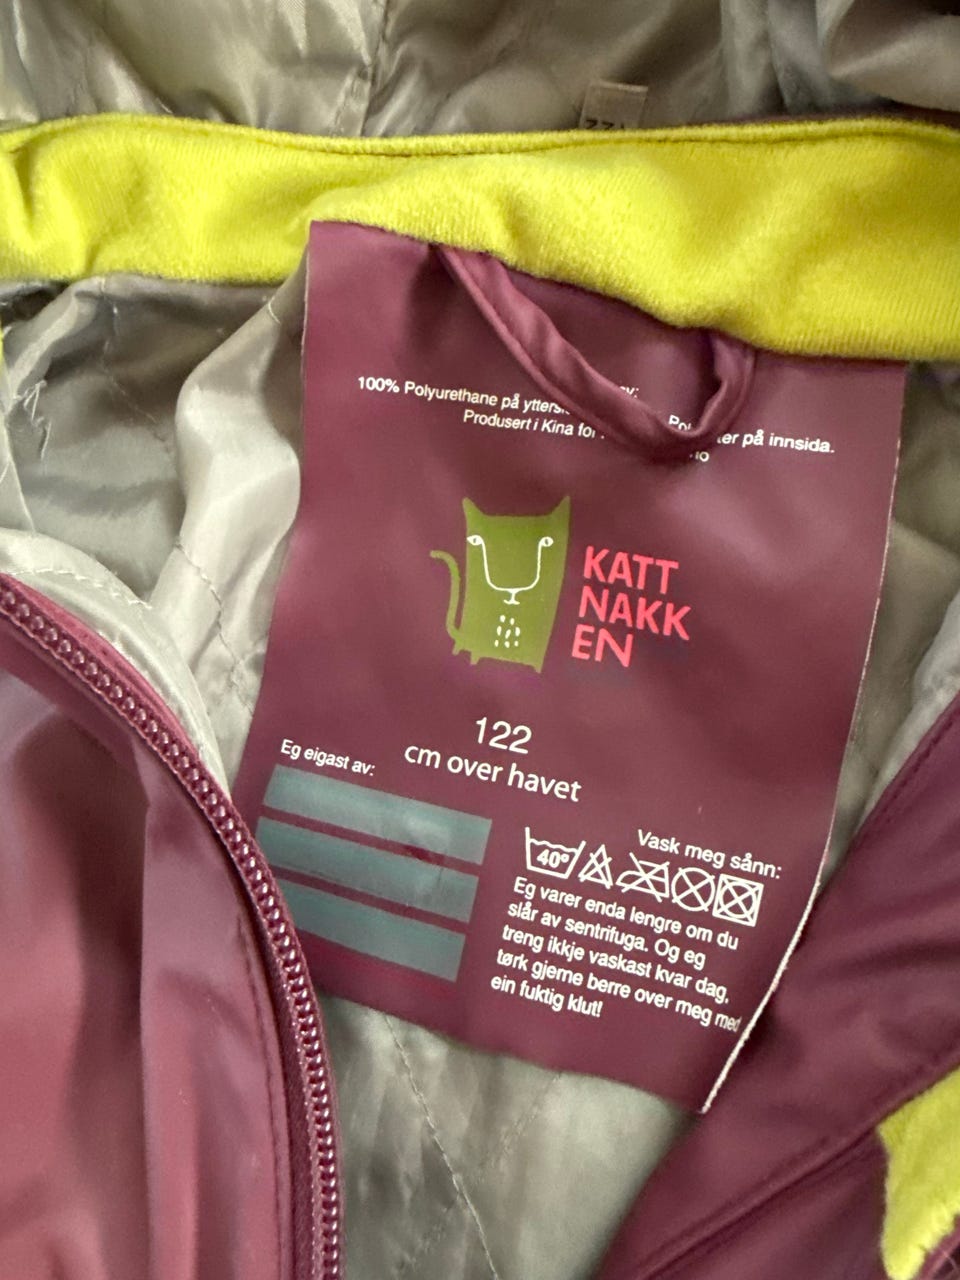 122
100% Polyurethane på
Polyester på innsida.
Produsert i Kina for
KATT
NAKK
EN
122
cm over havet
Eg eigast av:
Vask meg sånn:
40°
Eg varer enda lengre om du
slår av sentrifuga. Og eg
treng ikkje vaskast kvar dag,
tørk gjerne berre over meg med
ein fuktig klut!